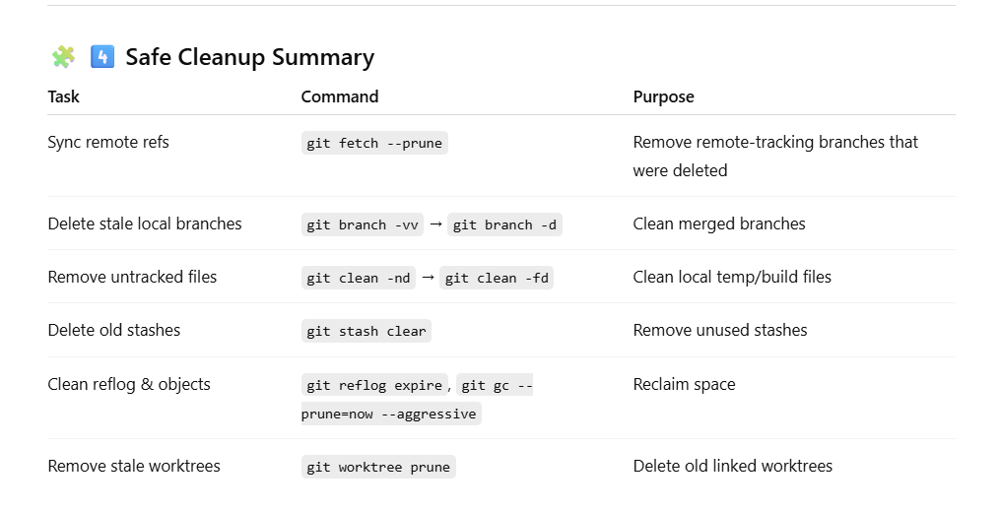 🧩 4️⃣ Safe Cleanup Summary
Task Command Purpose
Sync remote refs git fetch --prune Remove remote-tracking branches that
were deleted
Delete stale local branches git branch -vv → git branch -d Clean merged branches
Remove untracked files git clean -nd → git clean -fd Clean local temp/build files
Delete old stashes git stash clear Remove unused stashes
Clean reflog & objects git reflog expire, git gc -- Reclaim space
prune=now --aggressive
Remove stale worktrees git worktree prune Delete old linked worktrees